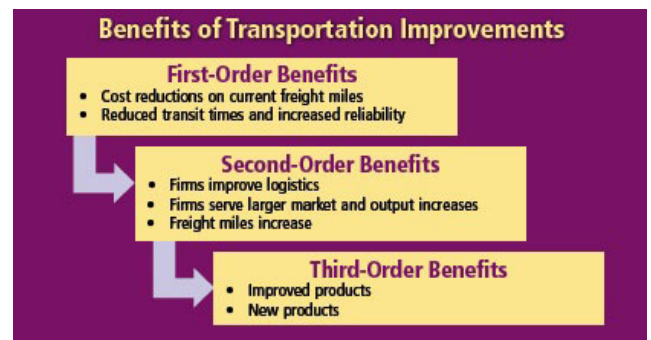 Benefits of Transportation Improvements
First-Order Benefits
• Cost reductions on current freight miles
• Reduced transit times and increased reliability
Second-Order Benefits
• Firms improve logistics
• Firms serve larger market and output increases
• Freight miles increase
Third-Order Benefits
• Improved products
• New products